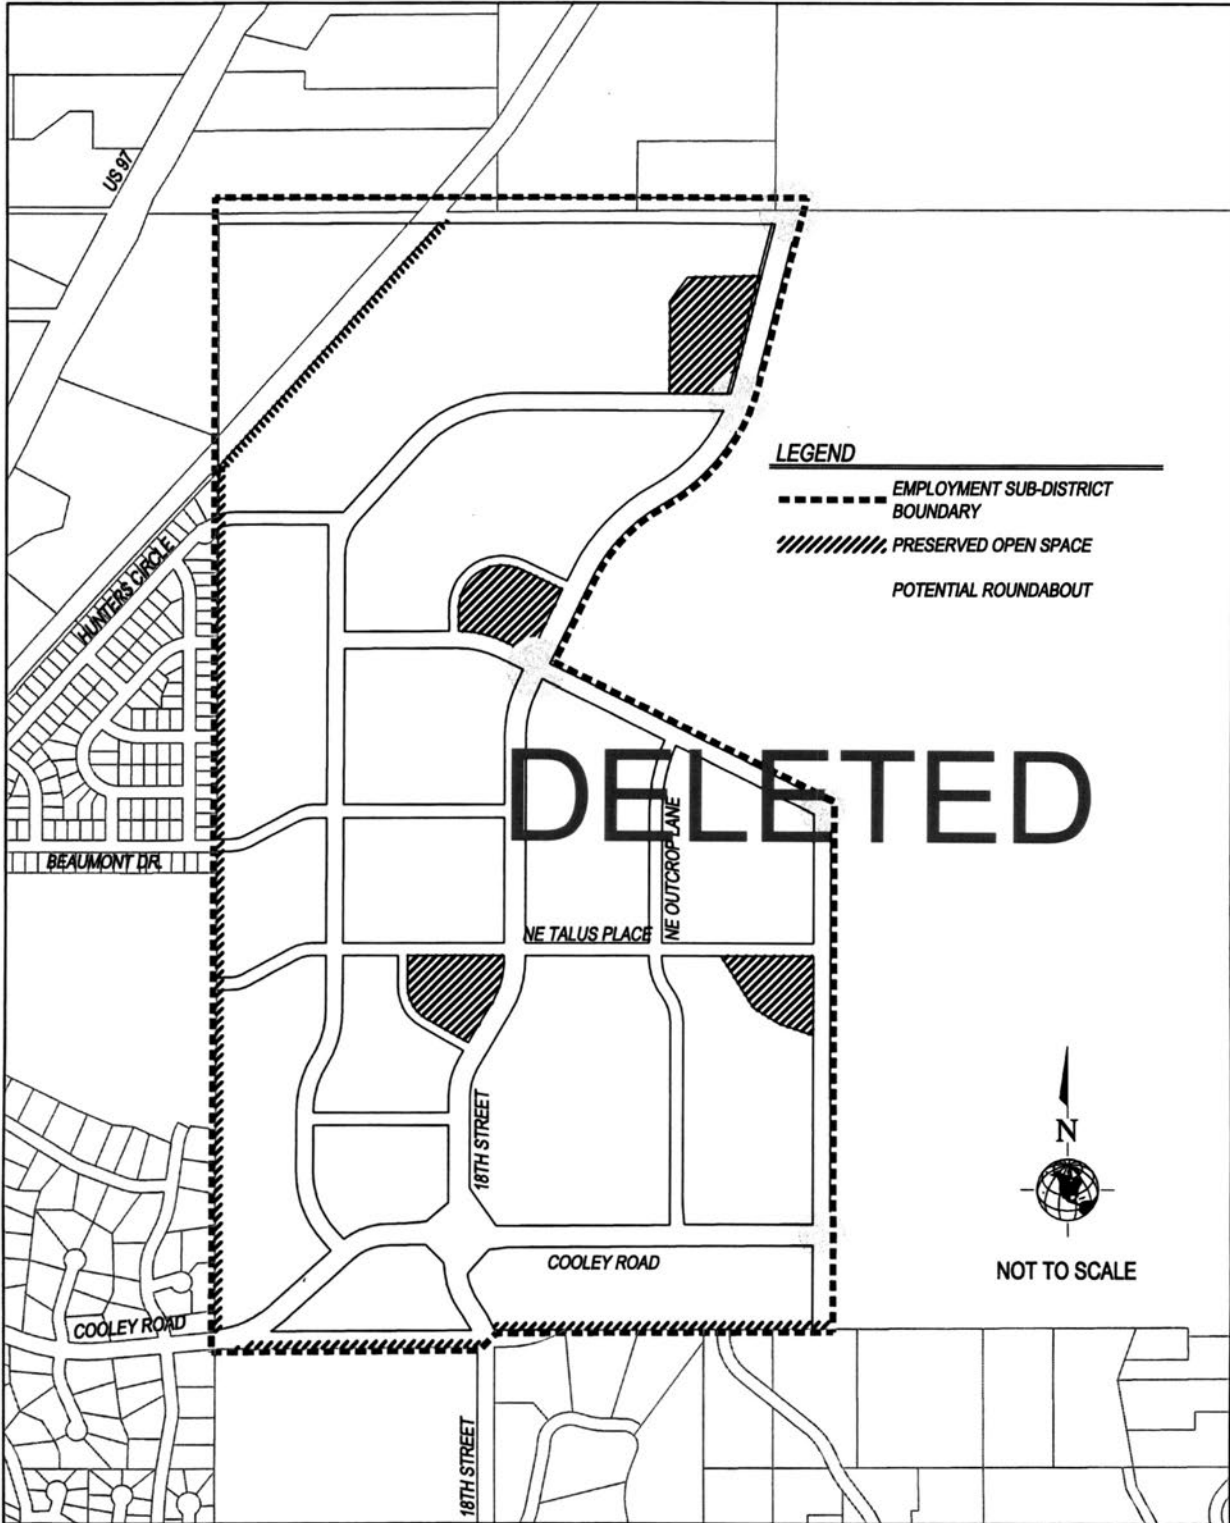 US 97
LEGEND
EMPLOYMENT SUB-DISTRICT
BOUNDARY
PRESERVED OPEN SPACE
POTENTIAL ROUNDABOUT
HUNTERS CIRCLE
DELETED
NE OUTCROP LANE
BEAUMONT DR.
NE TALUS PLACE
18TH STREET
N
COOLEY ROAD
NOT TO SCALE
COOLEY ROAD
18TH STREET